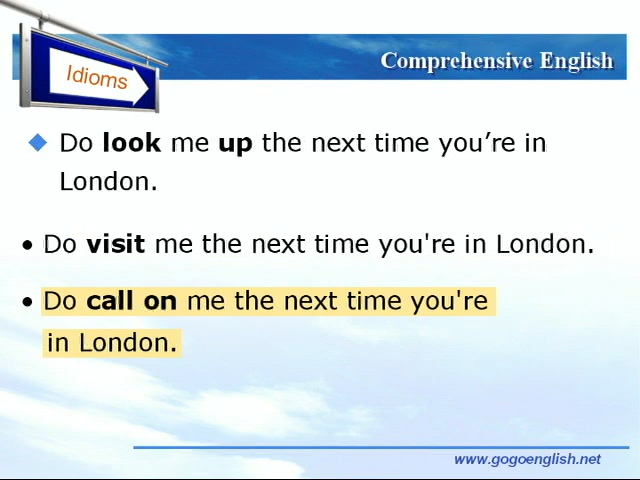 Comprehensive English
Idioms
Do look me up the next time you’re in
London.
• Do visit me the next time you're in London.
• Do call on me the next time you're
in London.
www.gogoenglish.net